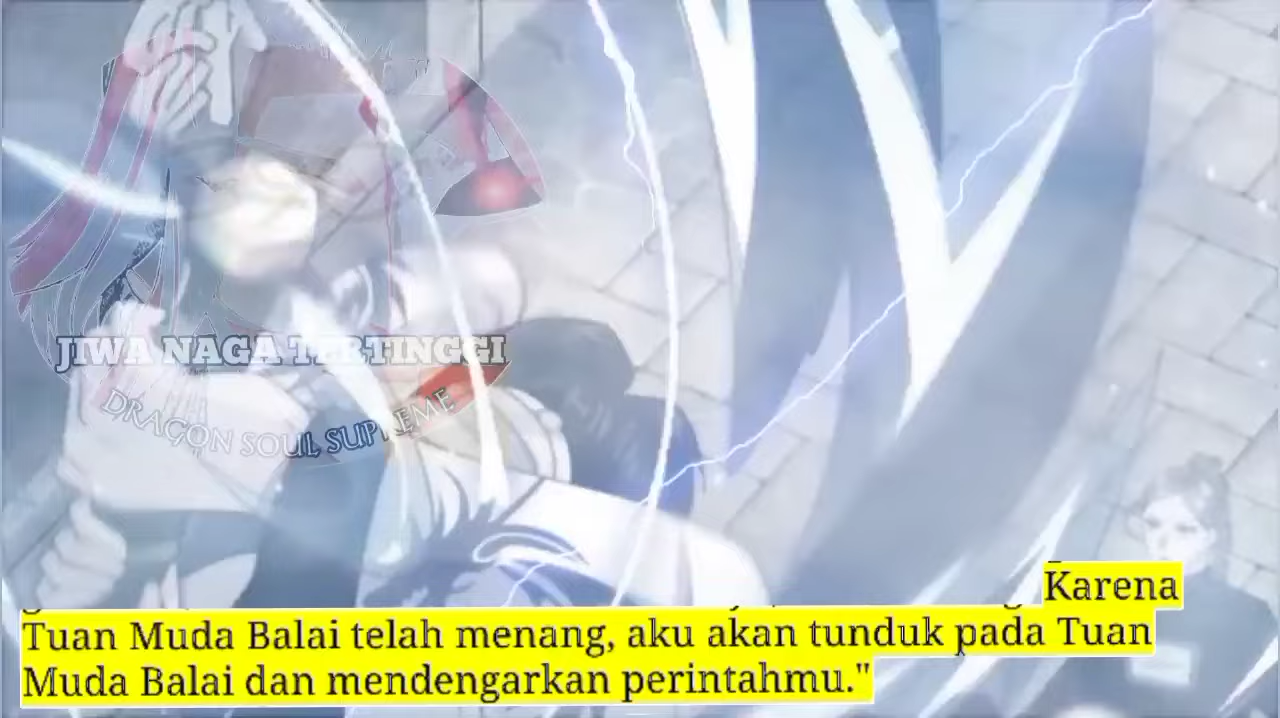 JIWA NAGA TERTINGGI
DRAGON SOUL SUPREME
Karena
Tuan Muda Balai telah menang, aku akan tunduk pada Tuan
Muda Balai dan mendengarkan perintahmu."